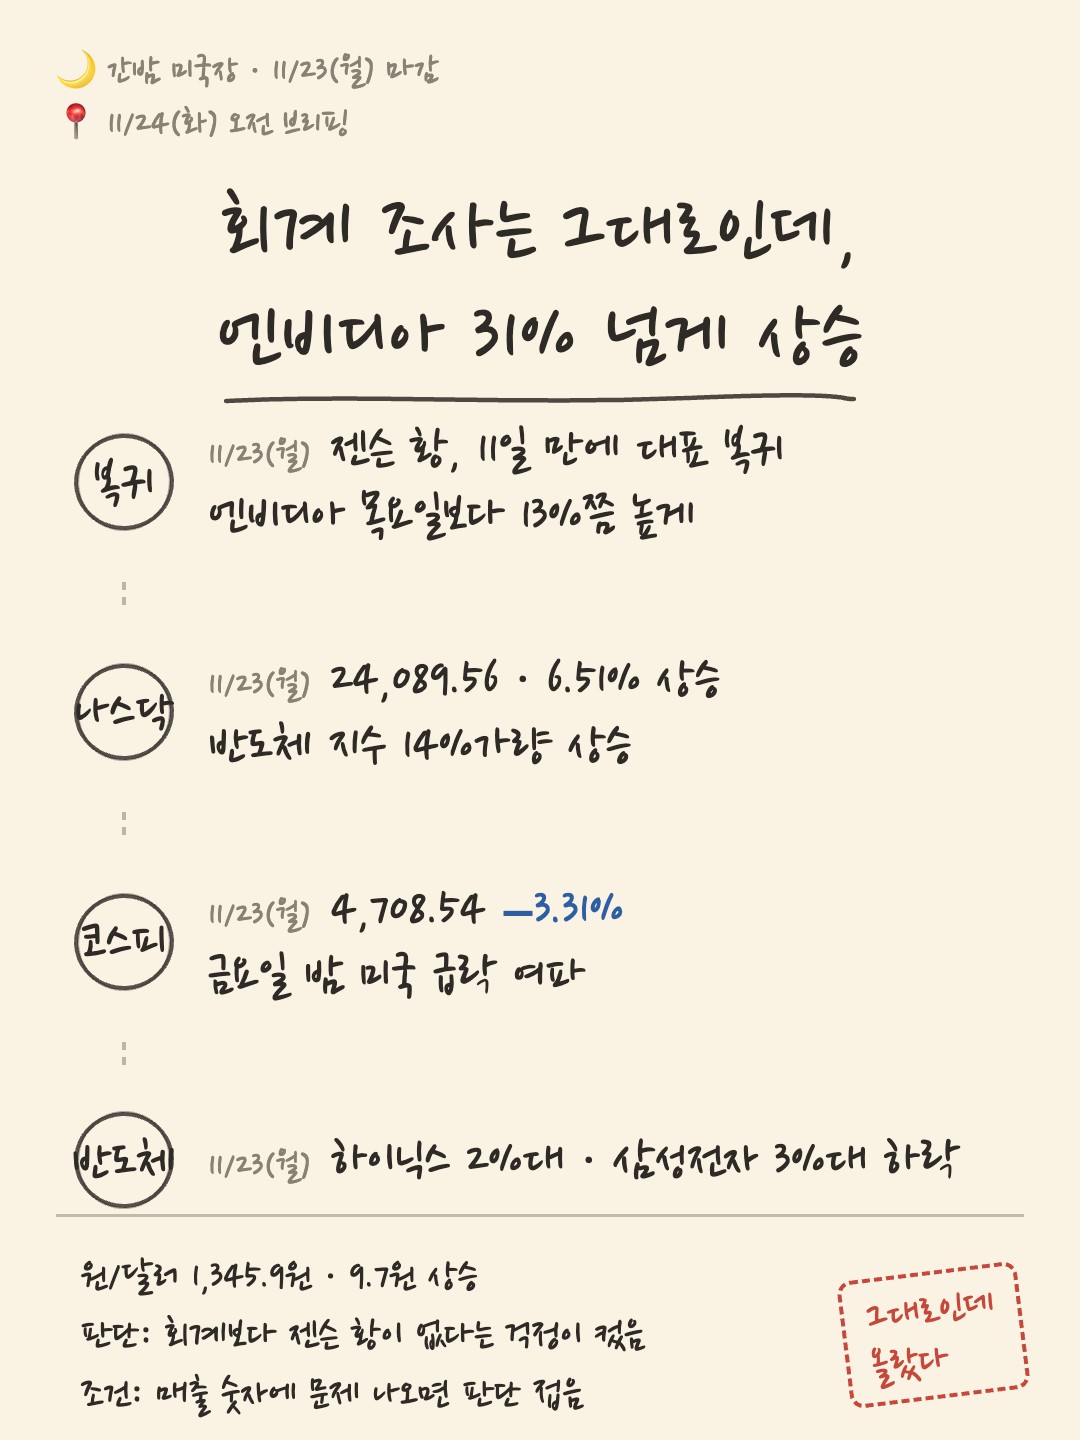 간밤 미국장 · 11/23(월) 마감
11/24(화) 오전 브리핑
회계 조사는 그대로인데,
엔비디아 31% 넘게 상승
복귀
11/23(월) 젠슨 황, 11일 만에 대표 복귀
엔비디아 목요일보다 13%쯤 높게
나스닥
11/23(월) 24,089.56 · 6.51% 상승
반도체 지수 14%가량 상승
코스피
11/23(월) 4,708.54 —3.31%
금요일 밤 미국 급락 여파
반도체
11/23(월) 하이닉스 2%대 · 삼성전자 3%대 하락
원/달러 1,345.9원 · 9.7원 상승
판단: 회계보다 젠슨 황이 없다는 걱정이 컸음
조건: 매출 숫자에 문제 나오면 판단 접음
그대로인데
올랐다